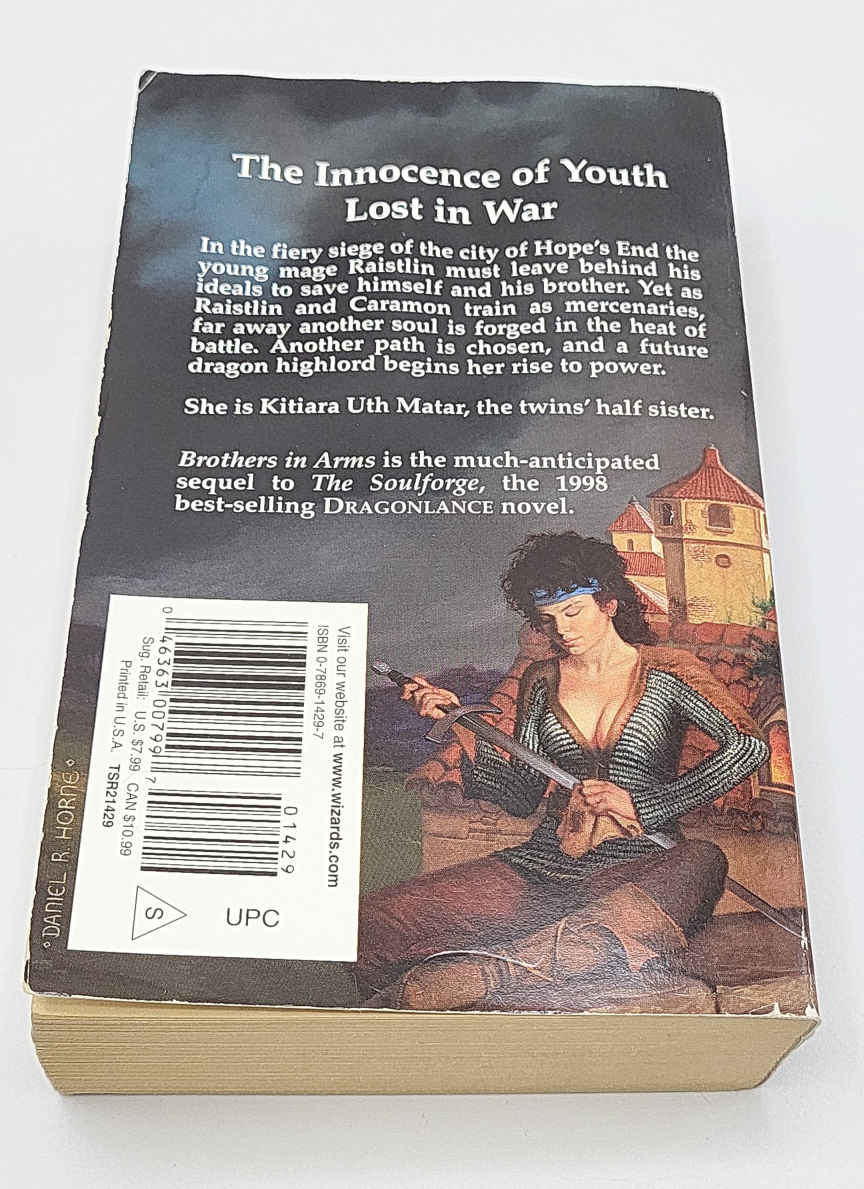 The Innocence of Youth
Lost in War
In the fiery siege of the city of Hope's End the
young mage Raistlin must leave behind his
ideals to save himself and his brother. Yet as
Raistlin and Caramon train as mercenaries,
far away another soul is forged in the heat of
battle. Another path is chosen, and a future
dragon highlord begins her rise to power.
She is Kitiara Uth Matar, the twins' half sister.
Brothers in Arms is the much-anticipated
sequel to The Soulforge, the 1998
best-selling DRAGONLANCE novel.
Visit our website at www.wizards.com
ISBN 0-7869-1429-7
0 46363 00799 7
01429
Sug. Retail: U.S. $7.99 CAN $10.99
Printed in U.S.A. TSR21429
S
UPC
DANIEL R. HORNE